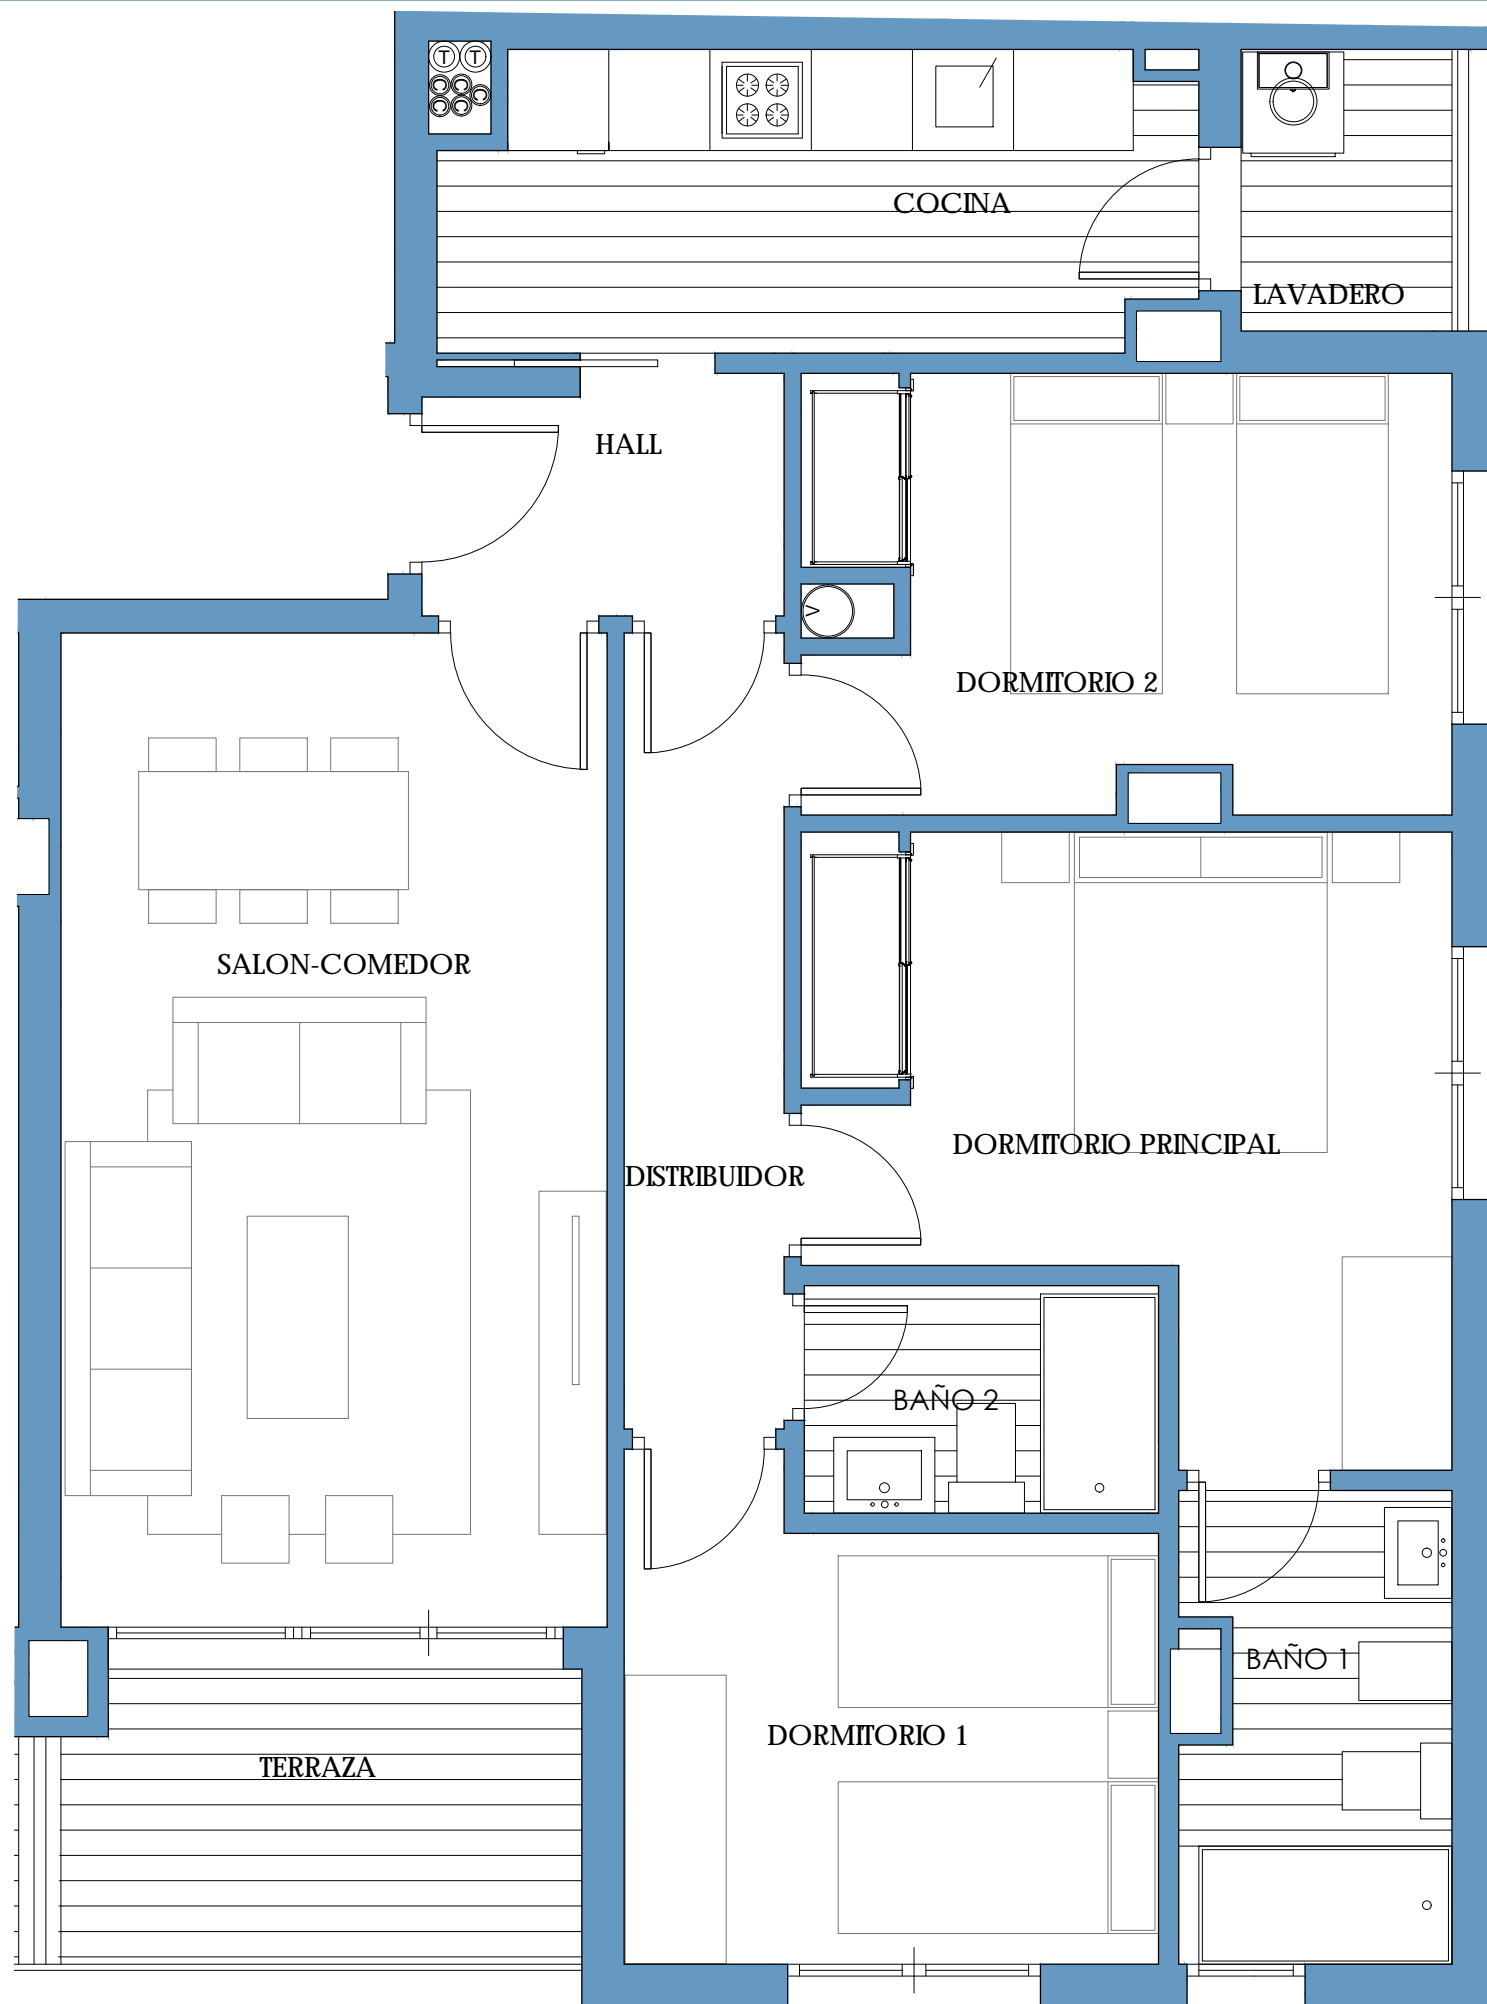 T T
C C C
C C
COCINA
LAVADERO
HALL
V
DORMITORIO 2
SALON-COMEDOR
DORMITORIO PRINCIPAL
DISTRIBUIDOR
BAÑO 2
BAÑO 1
DORMITORIO 1
TERRAZA